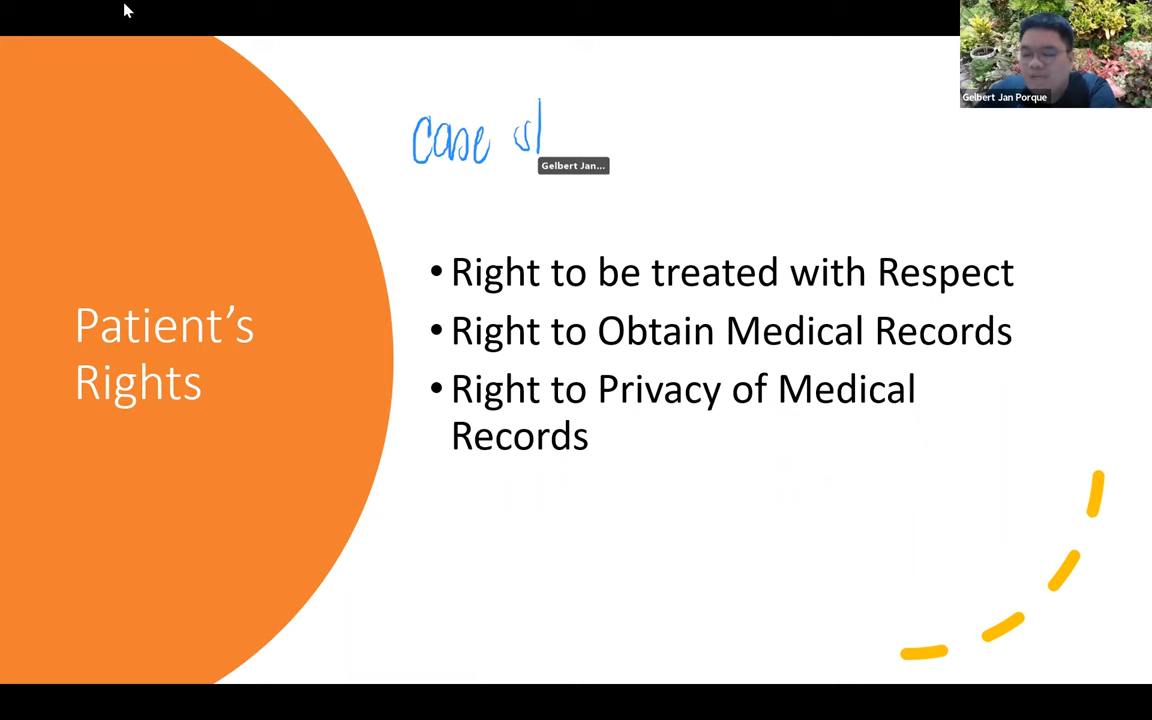 Gelbert Jan Porque
case
Gelbert Jan...
Patient’s
Rights
• Right to be treated with Respect
• Right to Obtain Medical Records
• Right to Privacy of Medical
Records